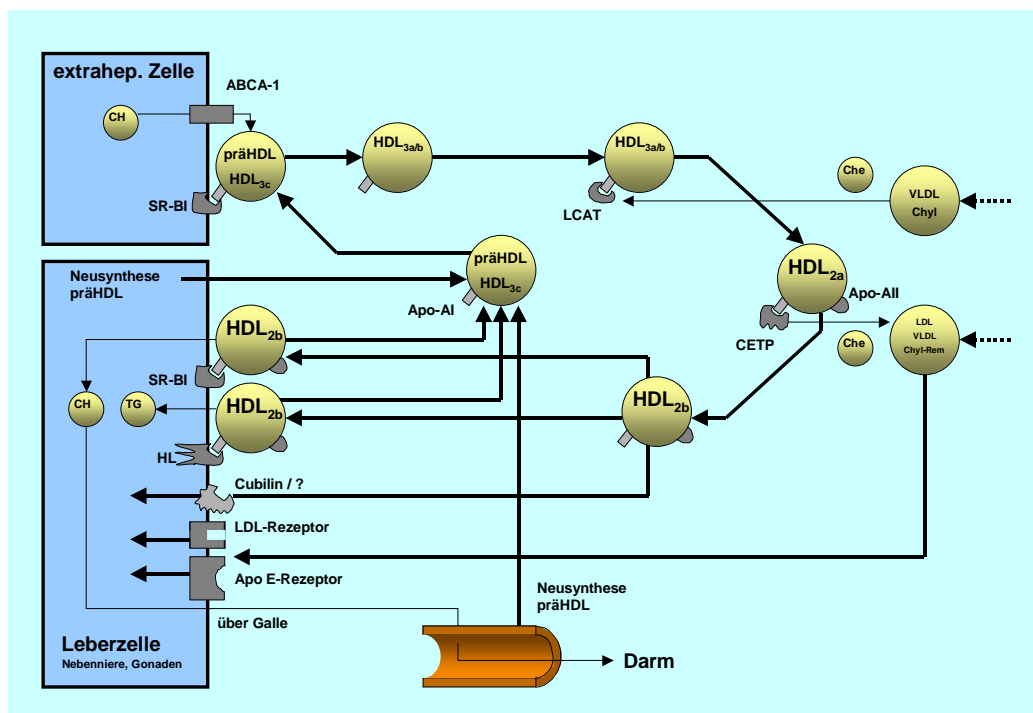 extrahep. Zelle
ABCA-1
CH
präHDL
HDL3c
SR-BI
HDL3a/b
HDL3a/b
LCAT
Che
VLDL
Chyl
Neusynthese
präHDL
präHDL
HDL3c
Apo-AI
HDL2a
Apo-AII
CETP
Che
LDL
VLDL
Chyl-Rem
HDL2b
SR-BI
CH
TG
HDL2b
HDL2b
HL
Cubilin / ?
LDL-Rezeptor
Apo E-Rezeptor
Neusynthese
präHDL
über Galle
Leberzelle
Nebenniere, Gonaden
Darm